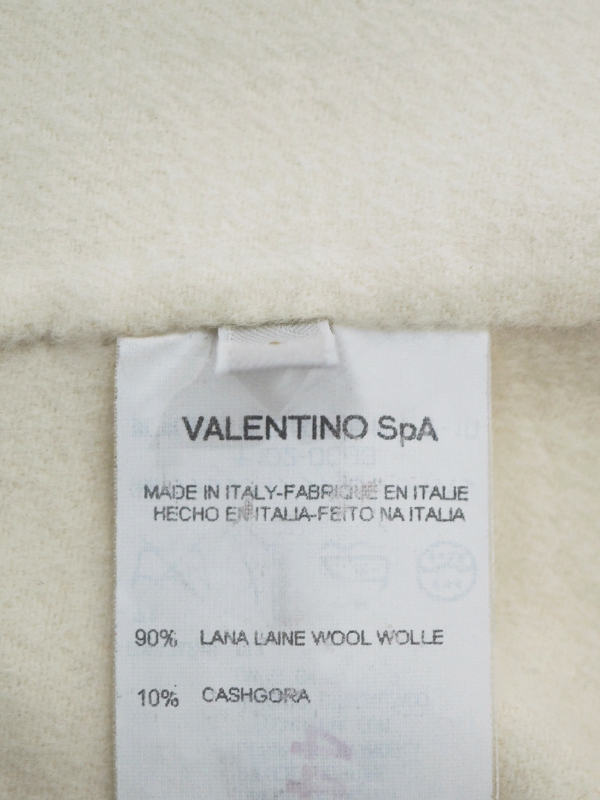 VALENTINO SpA
MADE IN ITALY-FABRIQUE EN ITALIE
HECHO EN ITALIA-FEITO NA ITALIA
90% LANA LAINE WOOL WOLLE
10% CASHGORA